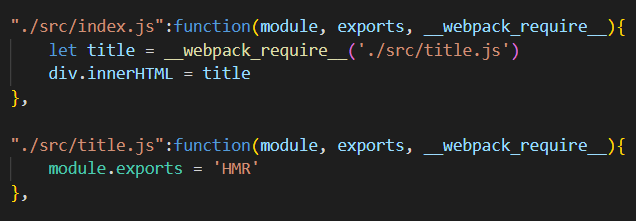 "./src/index.js":function(module, exports, __webpack_require__){
    let title = __webpack_require__('./src/title.js')
    div.innerHTML = title
},

"./src/title.js":function(module, exports, __webpack_require__){
    module.exports = 'HMR'
},